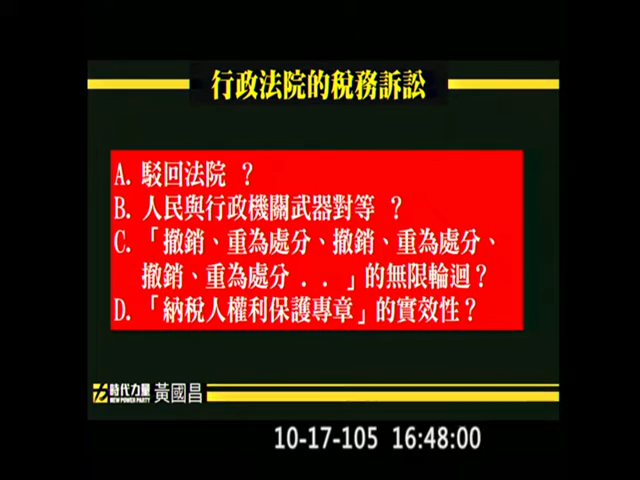 行政法院的稅務訴訟
A. 駁回法院 ？
B. 人民與行政機關武器對等 ？
C. 「撤銷、重為處分、撤銷、重為處分、
撤銷、重為處分 . . 」的無限輪迴？
D. 「納稅人權利保護專章」的實效性？
時代力量 黃國昌
NEW POWER PARTY
10-17-105 16:48:00